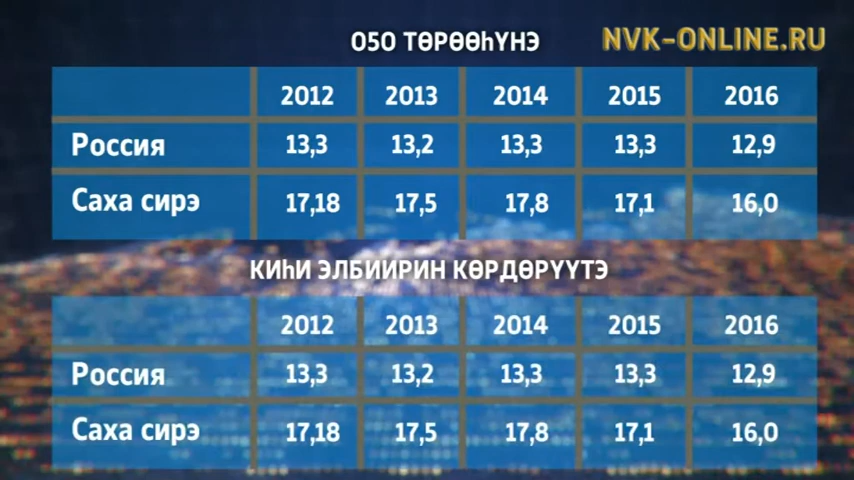 О5О ТӨРӨӨҺҮНЭ
NVK-ONLINE.RU
2012 2013 2014 2015 2016
Россия 13,3 13,2 13,3 13,3 12,9
Саха сирэ 17,18 17,5 17,8 17,1 16,0
КИҺИ ЭЛБИИРИН КӨРДӨРҮҮТЭ
2012 2013 2014 2015 2016
Россия 13,3 13,2 13,3 13,3 12,9
Саха сирэ 17,18 17,5 17,8 17,1 16,0